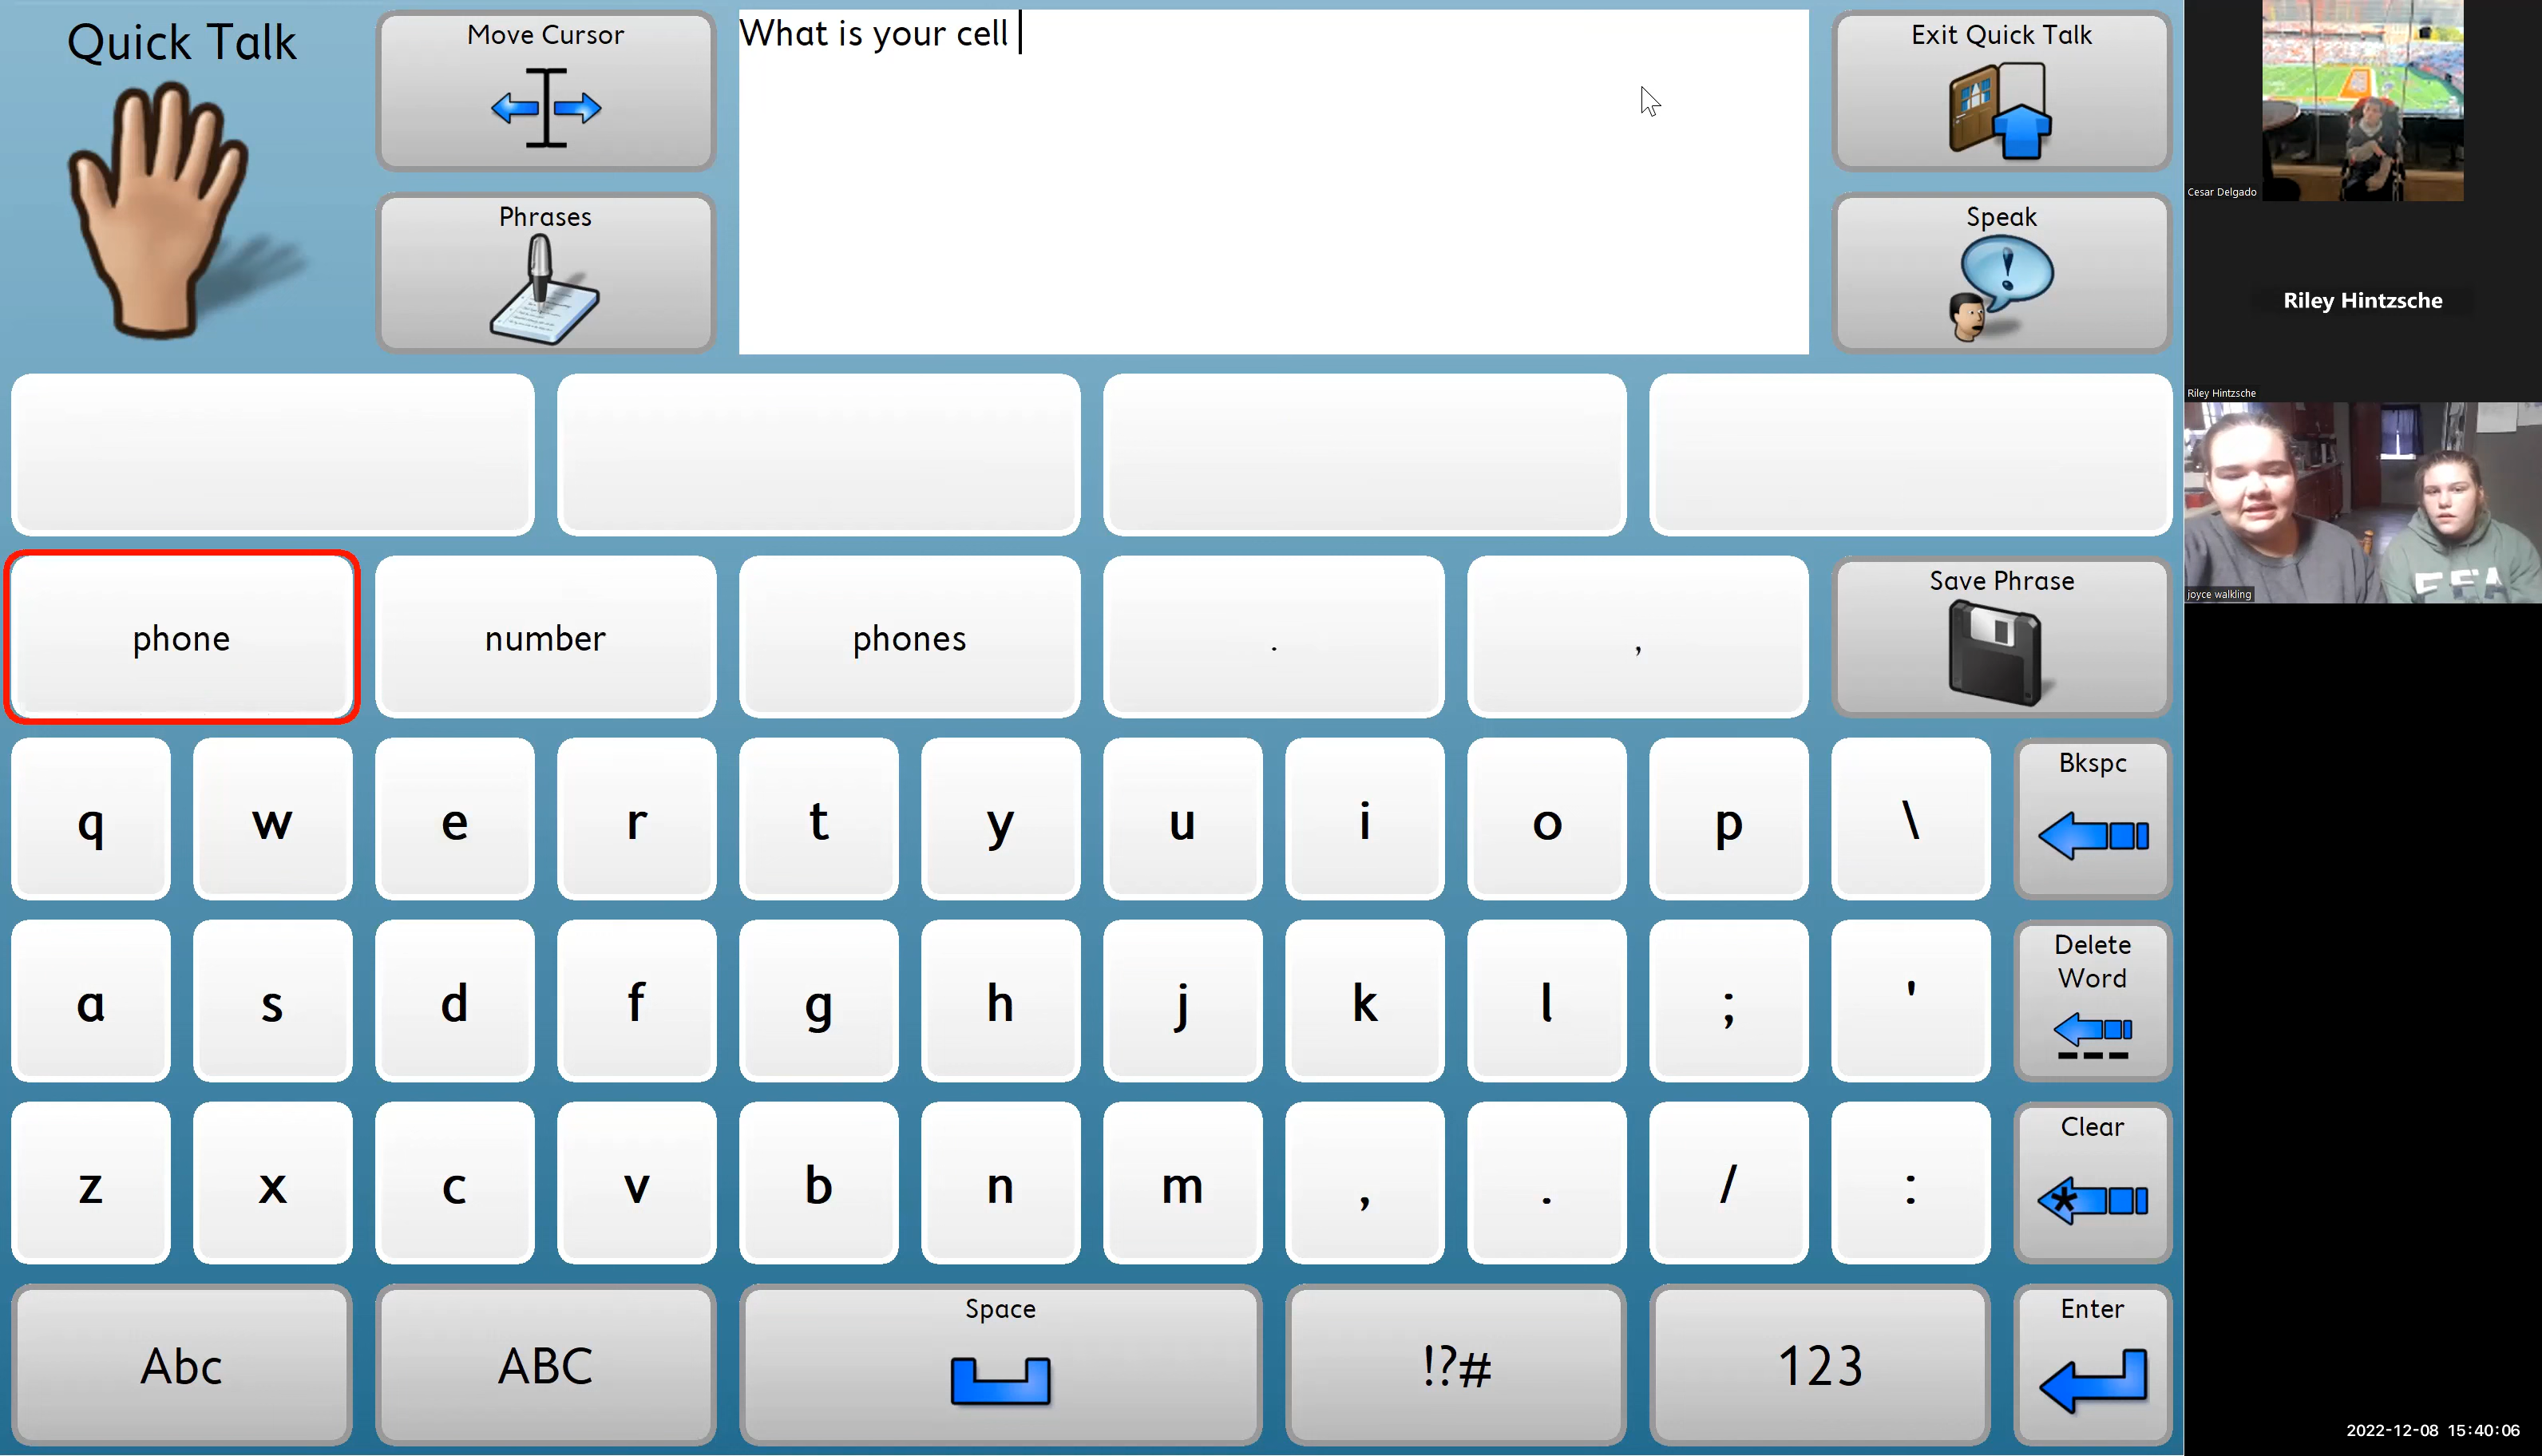 Quick Talk
Move Cursor
What is your cell
Exit Quick Talk
Phrases
Speak
Cesar Delgado
Riley Hintzsche
Riley Hintzsche
joyce walkling
FFA
phone
number
phones
.
,
Save Phrase
q w e r t y u i o p \
Bkspc
a s d f g h j k l ; '
Delete
Word
z x c v b n m , . / :
Clear
Abc
ABC
Space
!?#
123
Enter
2022-12-08 15:40:06